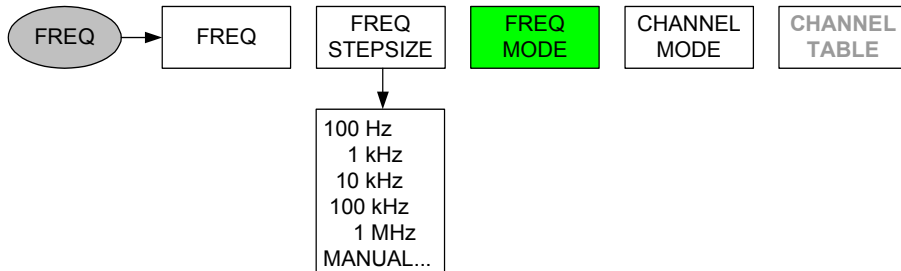 FREQ
FREQ
FREQ
STEPSIZE
FREQ
MODE
CHANNEL
MODE
CHANNEL
TABLE
100 Hz
1 kHz
10 kHz
100 kHz
1 MHz
MANUAL...